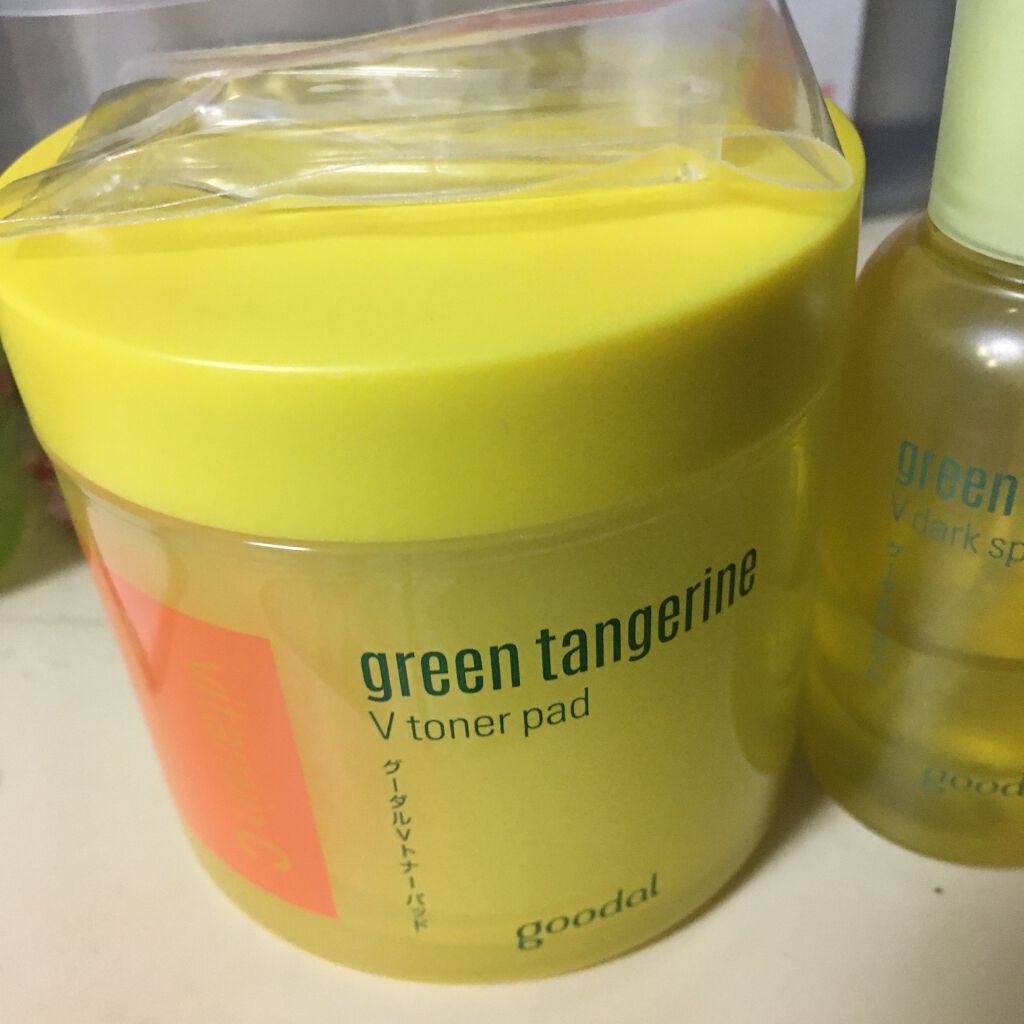 green tangerine
V toner pad
グーダルVトナーパッド
goodal
green
V dark sp
good